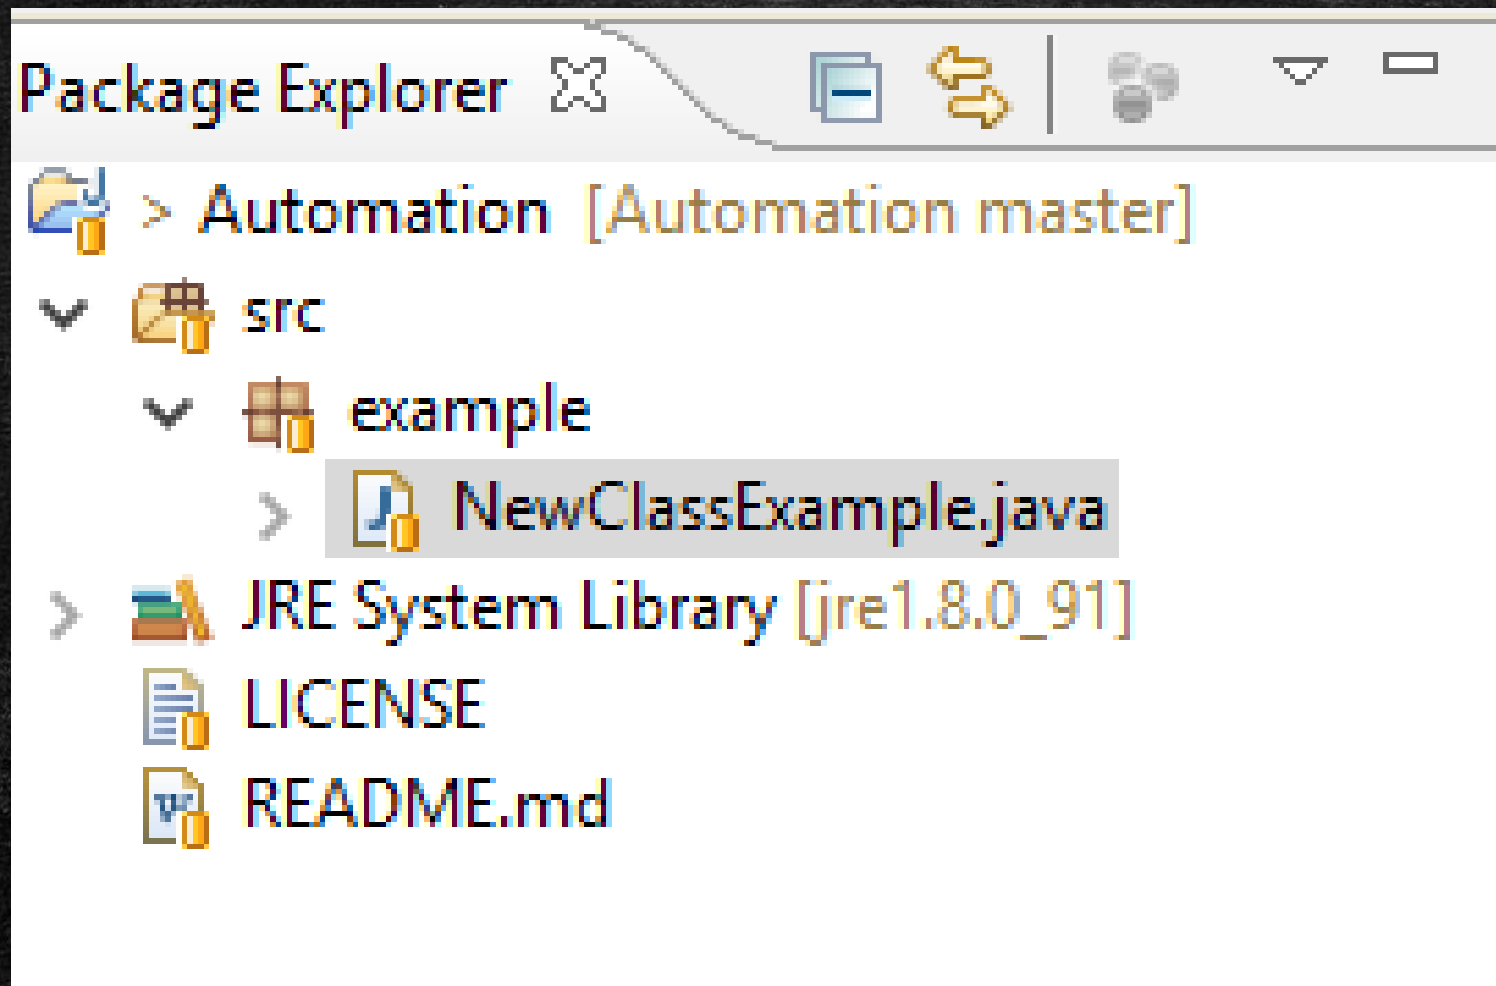 Package Explorer
> Automation [Automation master]
src
example
NewClassExample.java
JRE System Library [jre1.8.0_91]
LICENSE
README.md